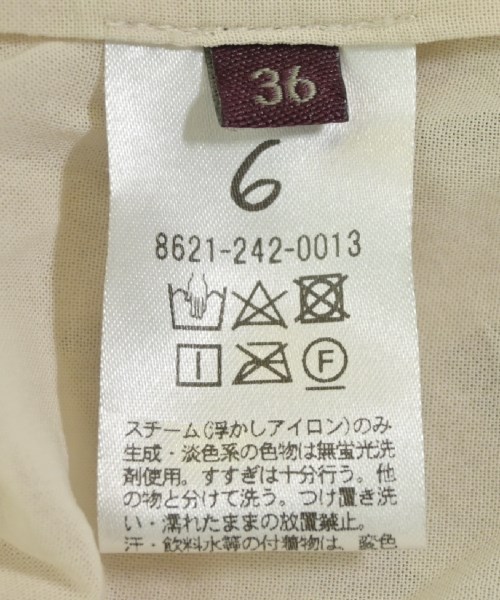 36
6
8621-242-0013
F
スチーム(浮かしアイロン)のみ
生成・淡色系の色物は無蛍光洗
剤使用。すすぎは十分行う。他
の物と分けて洗う。つけ置き洗
い・濡れたままの放置禁止。
汗・飲料水等の付着物は、変色